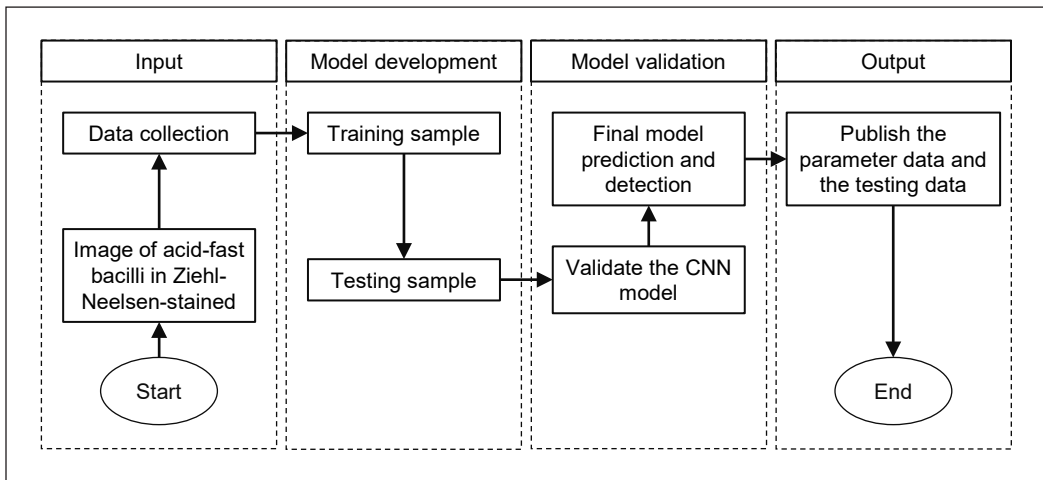 Input
Data collection
Image of acid-fast
bacilli in Ziehl-
Neelsen-stained
Start
Model development
Training sample
Testing sample
Model validation
Final model
prediction and
detection
Validate the CNN
model
Output
Publish the
parameter data and
the testing data
End